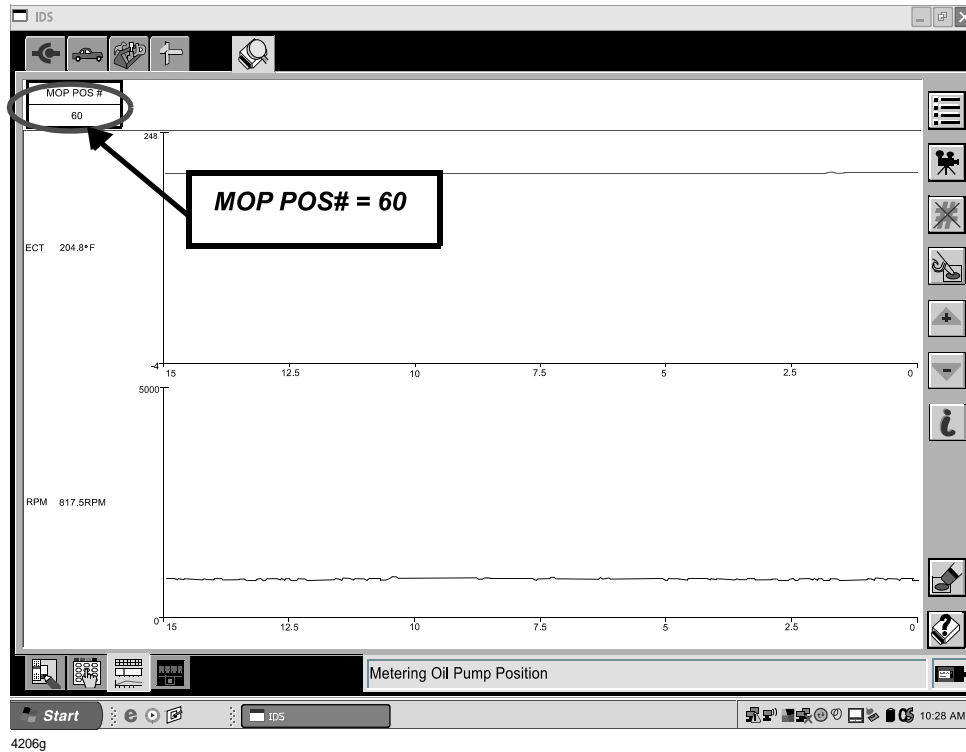 IDS
MOP POS #
60
248
MOP POS# = 60
ECT 204.8°F
-4
15 12.5 10 7.5 5 2.5 0
5000
RPM 817.5RPM
0
15 12.5 10 7.5 5 2.5 0
Metering Oil Pump Position
Start IDS 10:28 AM
4206g